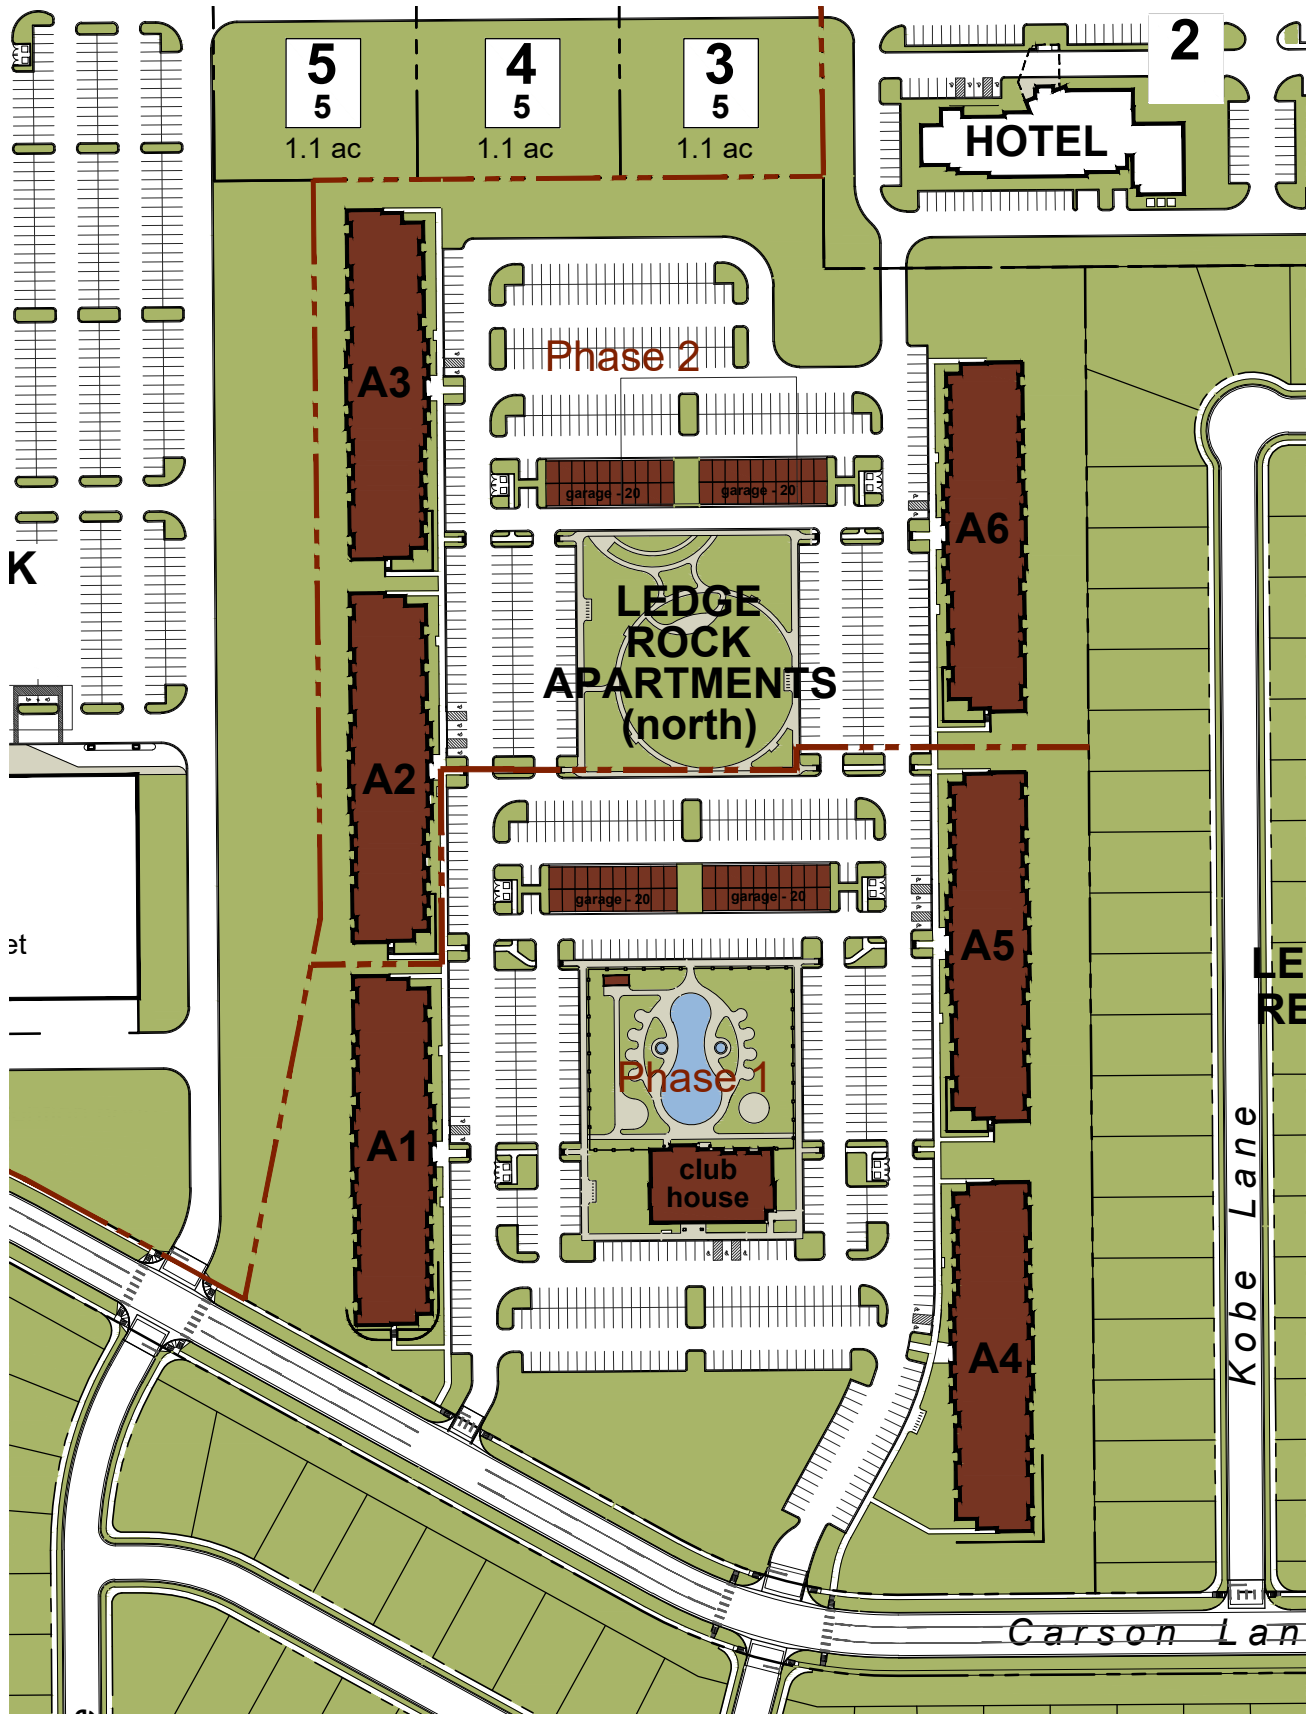 5
5
1.1 ac
4
5
1.1 ac
3
5
1.1 ac
2
HOTEL
Phase 2
A3
garage - 20
garage - 20
A6
K
LEDGE
ROCK
APARTMENTS
(north)
A2
garage - 20
garage - 20
et
A5
LE
RE
Phase 1
A1
club
house
Kobe Lane
A4
Carson Lan